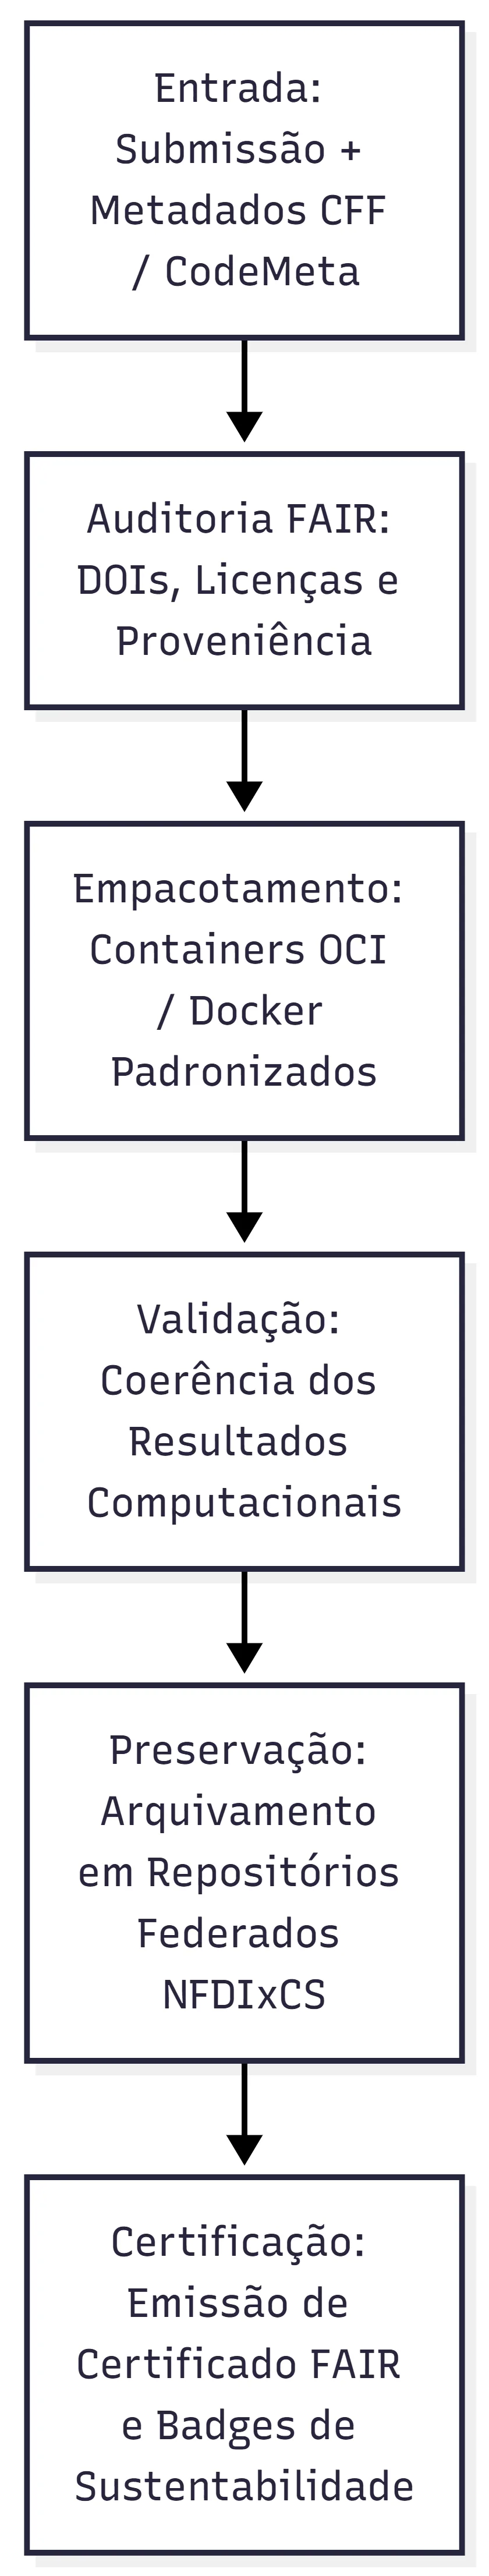 Entrada:
Submissão +
Metadados CFF
/ CodeMeta
Auditoria FAIR:
DOIs, Licenças e
Proveniência
Empacotamento:
Containers OCI
/ Docker
Padronizados
Validação:
Coerência dos
Resultados
Computacionais
Preservação:
Arquivamento
em Repositórios
Federados
NFDIxCS
Certificação:
Emissão de
Certificado FAIR
e Badges de
Sustentabilidade